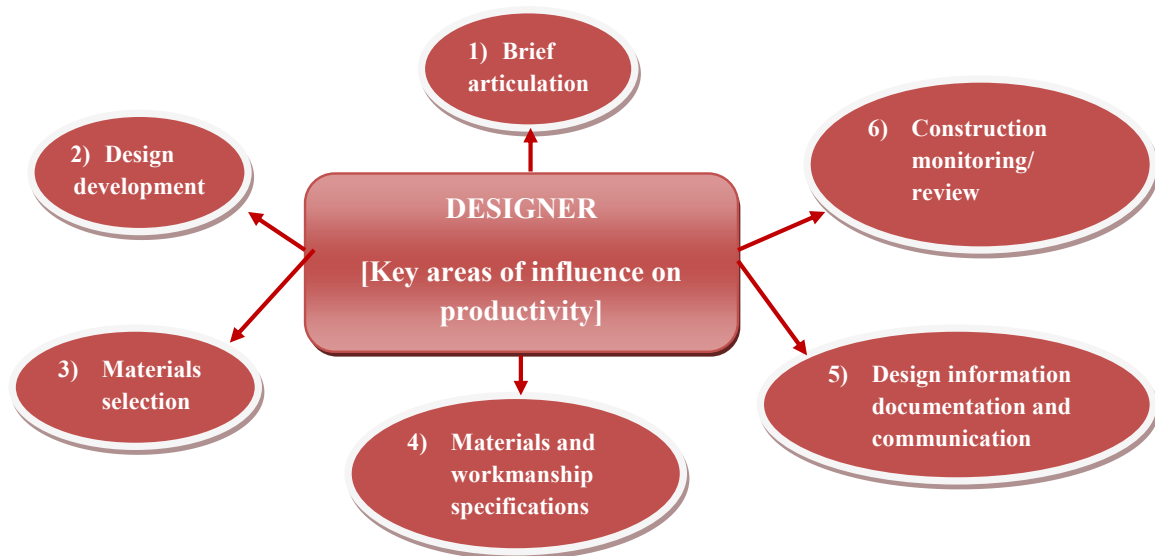 DESIGNER
[Key areas of influence on
productivity]
1) Brief
articulation
2) Design
development
3) Materials
selection
4) Materials and
workmanship
specifications
5) Design information
documentation and
communication
6) Construction
monitoring/
review